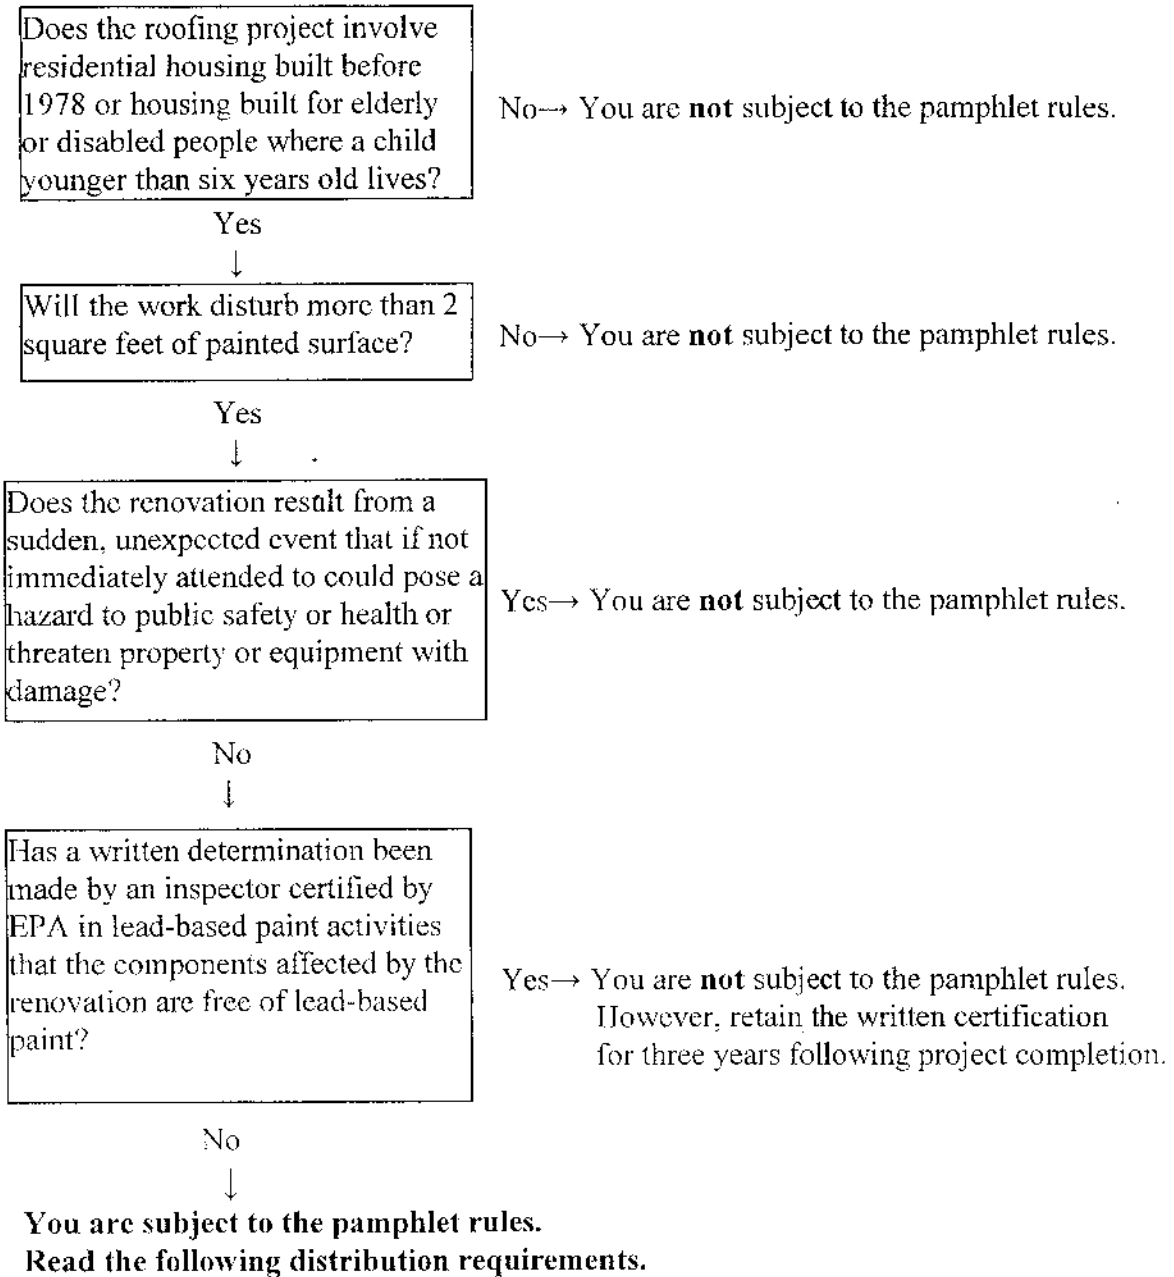 Does the roofing project involve
residential housing built before
1978 or housing built for elderly
or disabled people where a child
younger than six years old lives?
No→ You are not subject to the pamphlet rules.
Yes
↓
Will the work disturb more than 2
square feet of painted surface?
No→ You are not subject to the pamphlet rules.
Yes
↓
Does the renovation result from a
sudden, unexpected event that if not
immediately attended to could pose a
hazard to public safety or health or
threaten property or equipment with
damage?
Yes→ You are not subject to the pamphlet rules.
No
↓
Has a written determination been
made by an inspector certified by
EPA in lead-based paint activities
that the components affected by the
renovation are free of lead-based
paint?
Yes→ You are not subject to the pamphlet rules.
However, retain the written certification
for three years following project completion.
No
↓
You are subject to the pamphlet rules.
Read the following distribution requirements.